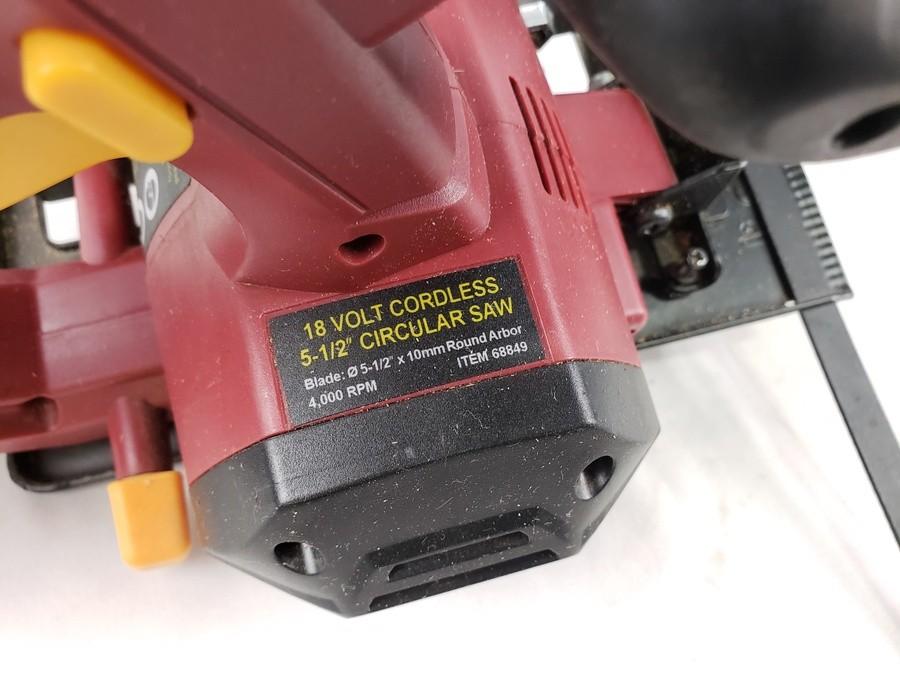 18 VOLT CORDLESS
5-1/2" CIRCULAR SAW
Blade: Ø 5-1/2" x 10mm Round Arbor
4,000 RPM ITEM 68849